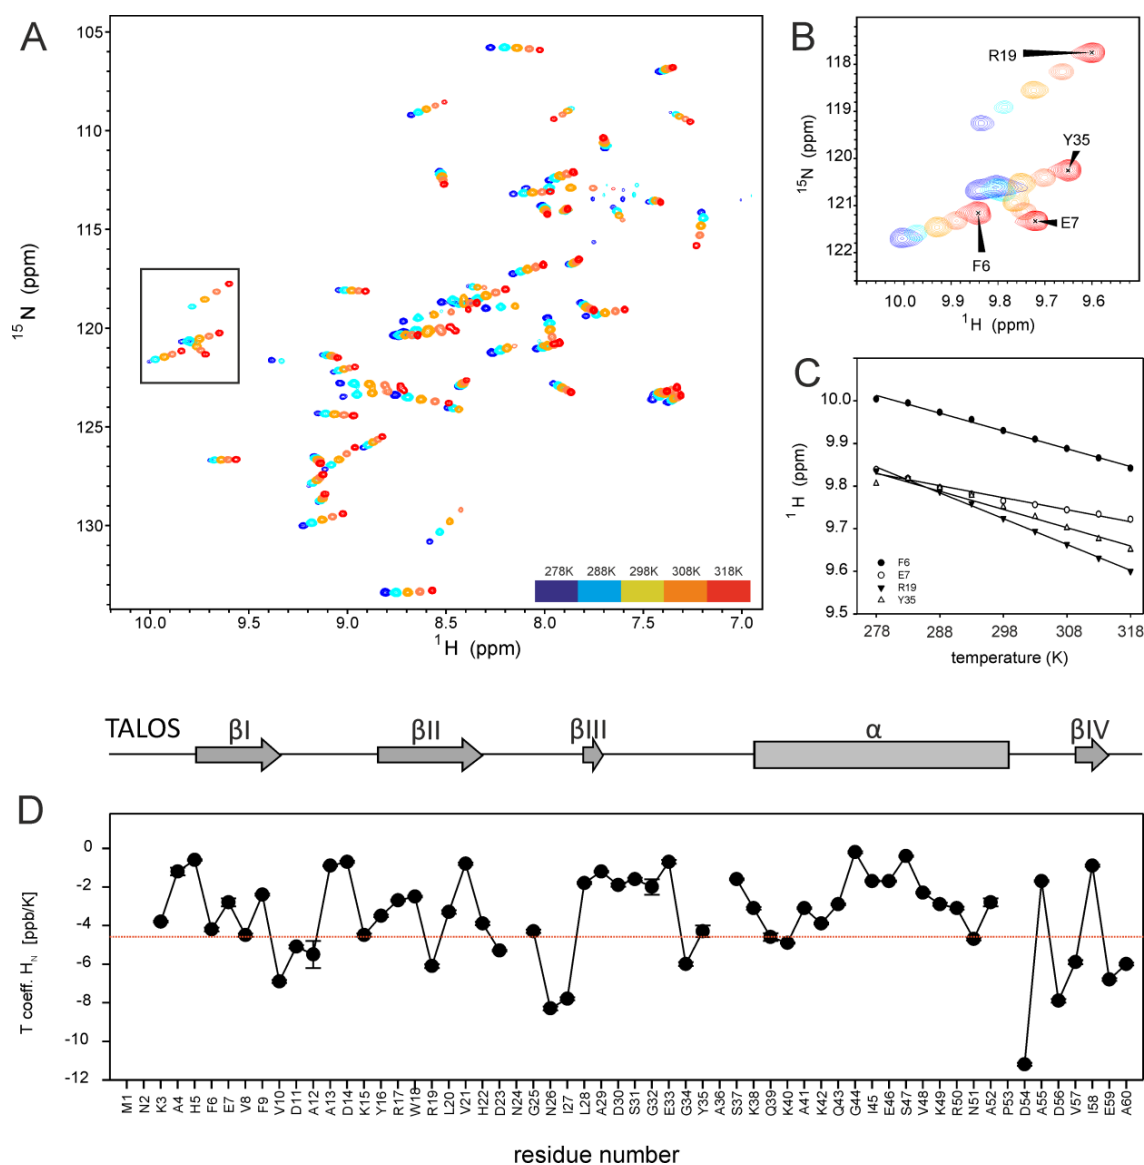 A
105
110
115
120
125
130
15 N (ppm)
10.0
9.0
8.5
8.0
7.5
7.0
1 H (ppm)
278K 288K 298K 308K 318K
B
118
119
120
121
122
15N (ppm)
R19
Y35
E7
F6
10.0 9.9 9.8 9.7 9.6
1H (ppm)
C
10.0
9.9
9.8
9.7
9.6
9.5
1 H (ppm)
F6
E7
R19
Y35
278 288 298 308 318
temperature (K)
TALOS βI βII βIII α βIV
D
0
-2
-4
-6
-8
-10
-12
T coeff. HN [ppb/K]
M1 N2 K3 A4 H5 F6 E7 V8 F9 V10 D11 A12 A13 D14 K15 Y16 R17 W18 R19 L20 V21 H22 D23 N24 G25 N26 I27 L28 A29 D30 S31 G32 E33 G34 Y35 A36 S37 K38 Q39 K40 A41 K42 Q43 G44 I45 E46 S47 V48 K49 R50 N51 A52 P53 D54 A55 D56 V57 I58 E59 A60
residue number